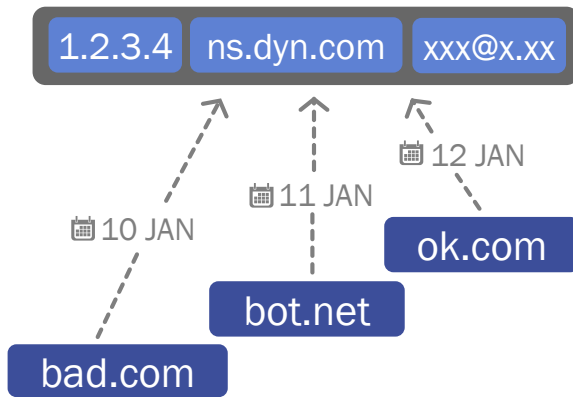 1.2.3.4 ns.dyn.com xxx@x.xx
12 JAN
11 JAN
10 JAN
ok.com
bot.net
bad.com